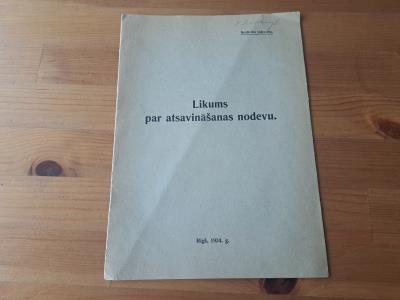 Likums
par atsavināšanas nodevu.
Rīgā, 1934. g.